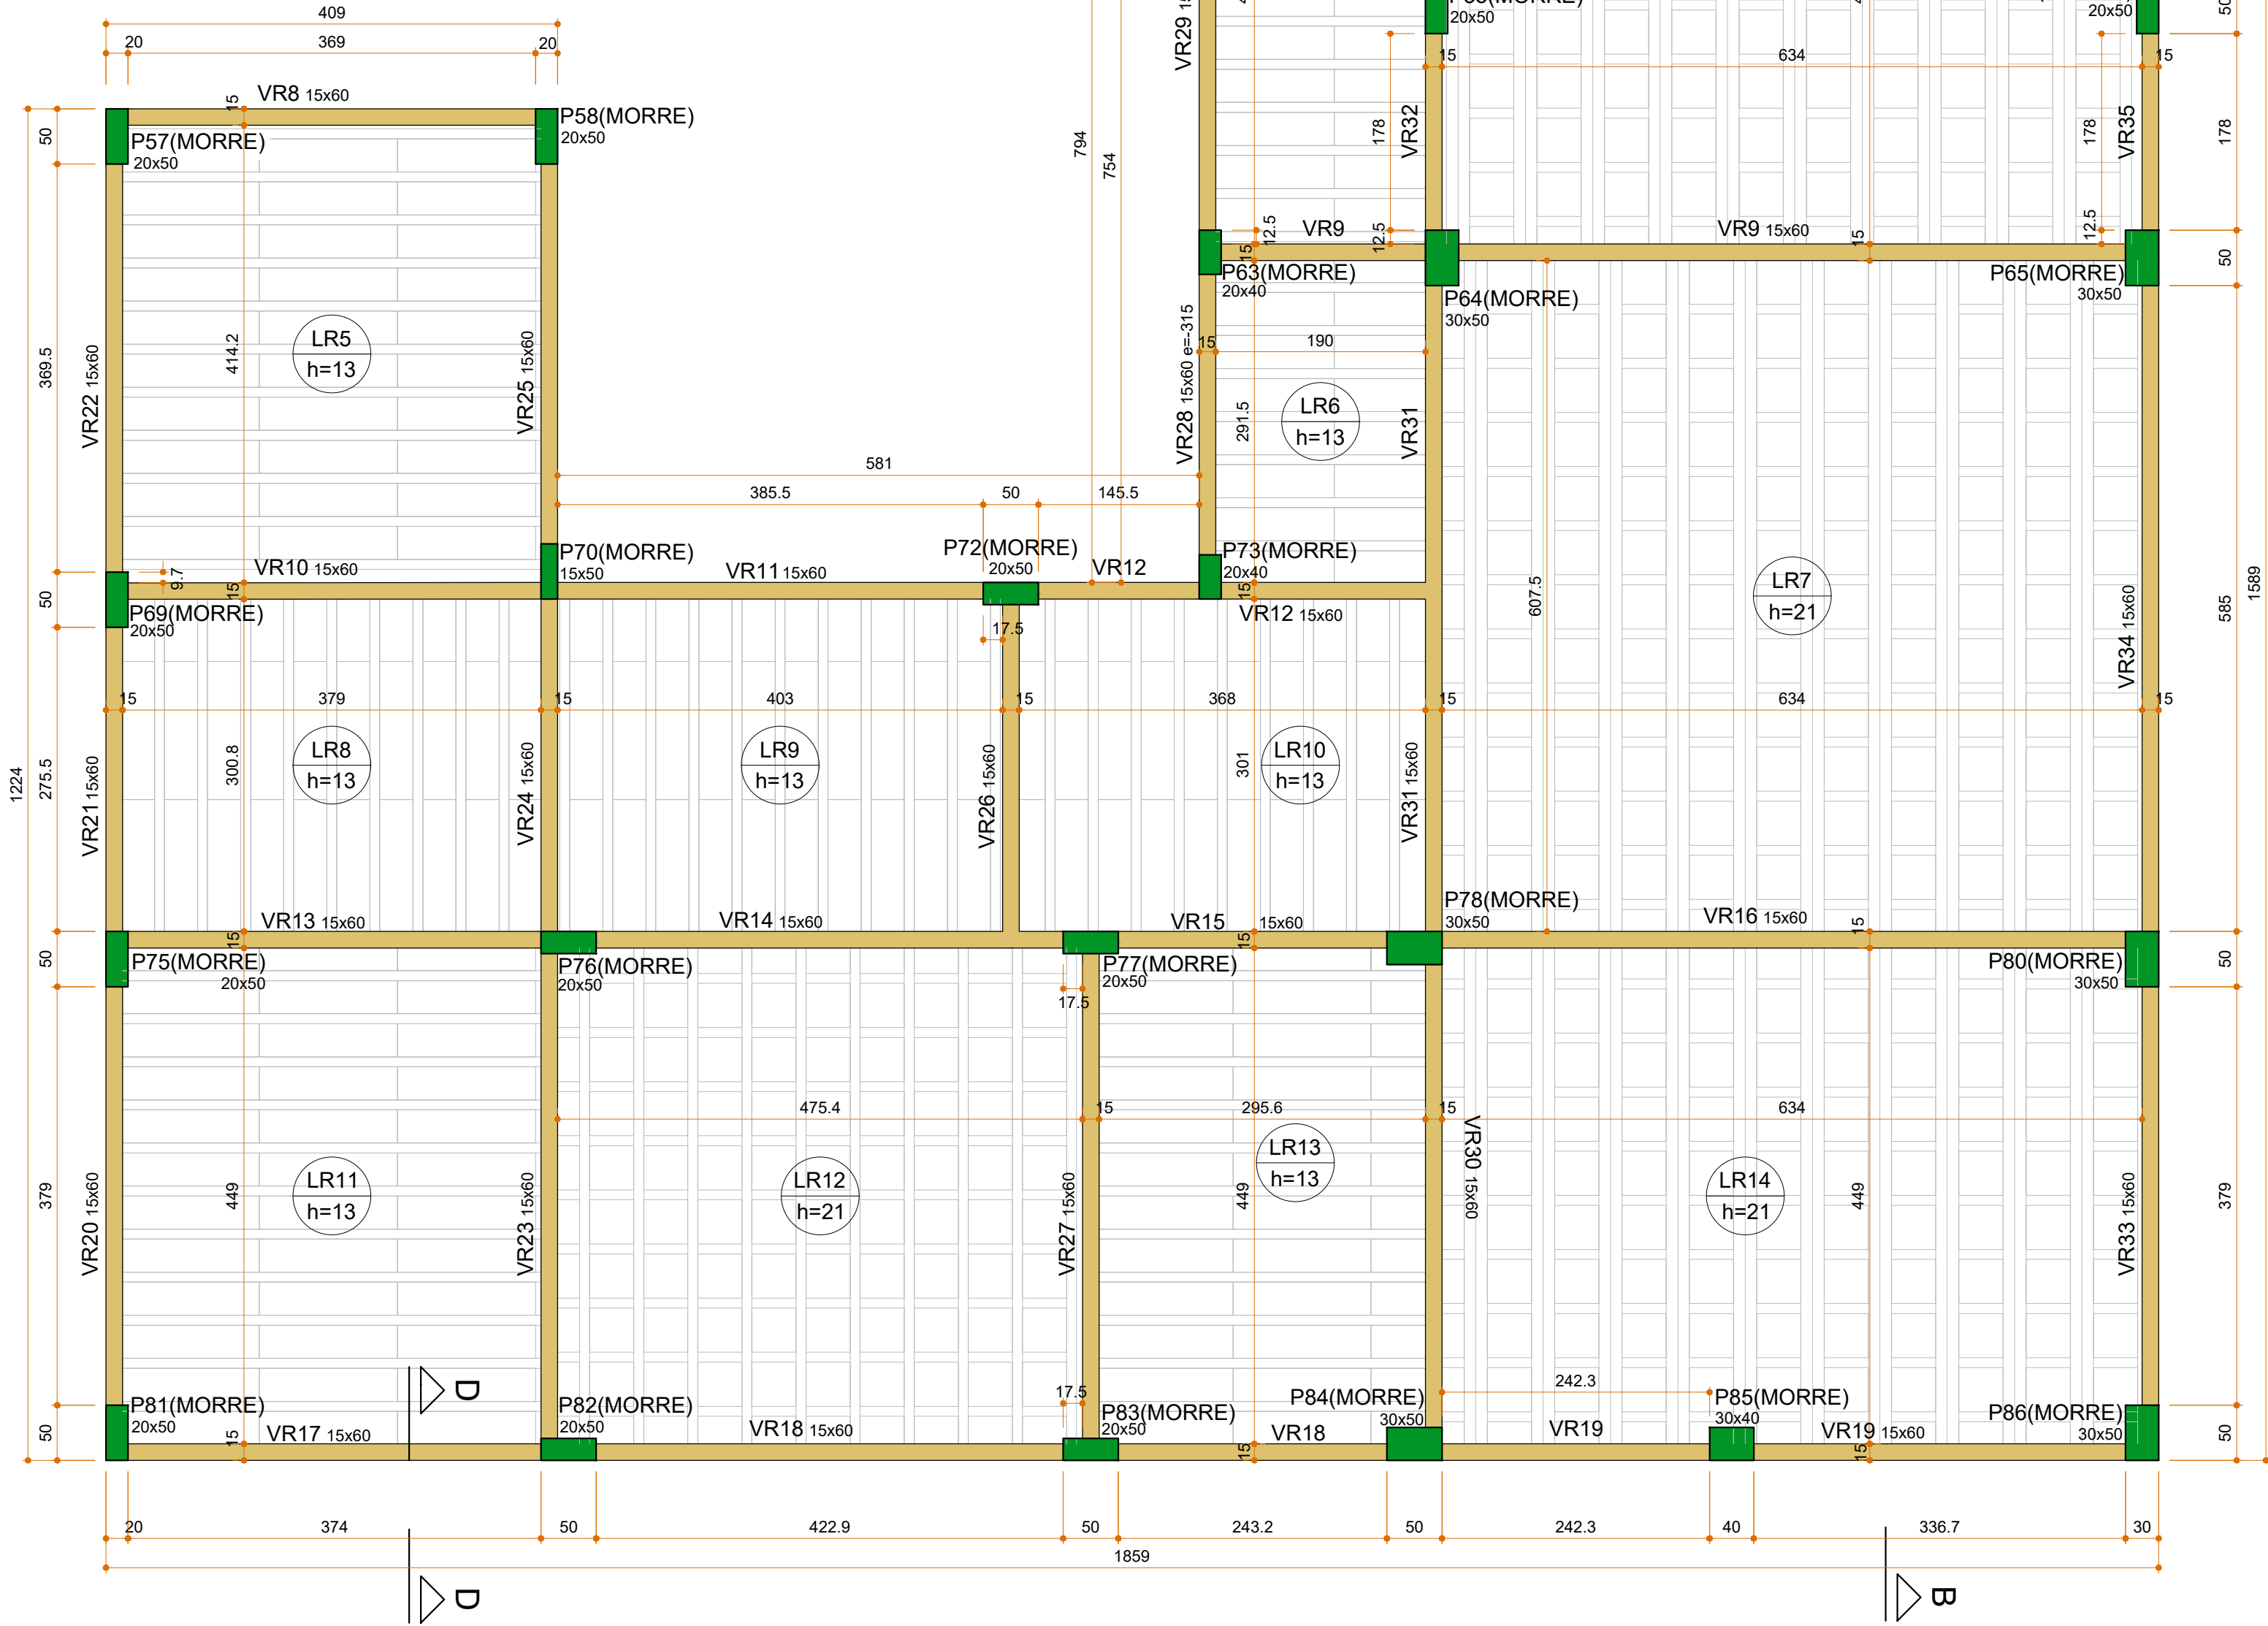 409
20 369 20
VR8 15x60
15
P57(MORRE)
20x50
P58(MORRE)
20x50
50
369.5
50
275.5
50
379
50
1224
VR22 15x60
414.2
LR5
h=13
VR25 15x60
VR10 15x60
9.7
15
P69(MORRE)
20x50
P70(MORRE)
15x50
581
385.5 50 145.5
VR11 15x60
P72(MORRE)
20x50
17.5
VR12
794
754
VR29
20x50
20x50
15 634 15
178
VR32
178
VR35
VR9
12.5
12.5
15
VR9 15x60
15
12.5
P63(MORRE)
20x40
P64(MORRE)
30x50
P65(MORRE)
30x50
VR28 15x60 e=-315
15 190
291.5
LR6
h=13
VR31
P73(MORRE)
20x40
15
VR12 15x60
607.5
LR7
h=21
VR34 15x60
50
178
50
585
50
379
50
1589
15 379 15 403 15 368 15 634 15
VR21 15x60
300.8
LR8
h=13
VR24 15x60
LR9
h=13
VR26 15x60
301
LR10
h=13
VR31 15x60
VR13 15x60
15
VR14 15x60
VR15 15x60
15
P78(MORRE)
30x50
VR16 15x60
15
P75(MORRE)
20x50
P76(MORRE)
20x50
P77(MORRE)
20x50
17.5
P80(MORRE)
30x50
475.4 15 295.6 15 634
VR20 15x60
449
LR11
h=13
VR23 15x60
LR12
h=21
VR27 15x60
449
LR13
h=13
VR30 15x60
LR14
h=21
449
VR33 15x60
D
P81(MORRE)
20x50
VR17 15x60
15
P82(MORRE)
20x50
VR18 15x60
17.5
P83(MORRE)
20x50
VR18
15
P84(MORRE)
30x50
242.3
VR19
P85(MORRE)
30x40
VR19 15x60
15
P86(MORRE)
30x50
20 374 50 422.9 50 243.2 50 242.3 40 336.7 30
1859
D
B